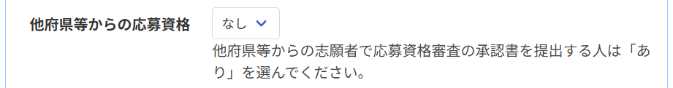 他府県等からの応募資格 なし
他府県等からの志願者で応募資格審査の承認書を提出する人は「あ
り」を選んでください。